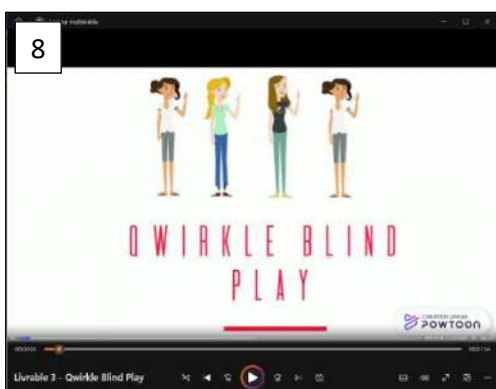 8
QWIRKLE BLIND
PLAY
POWTOON
Livrable 3 - Qwirkle Blind Play